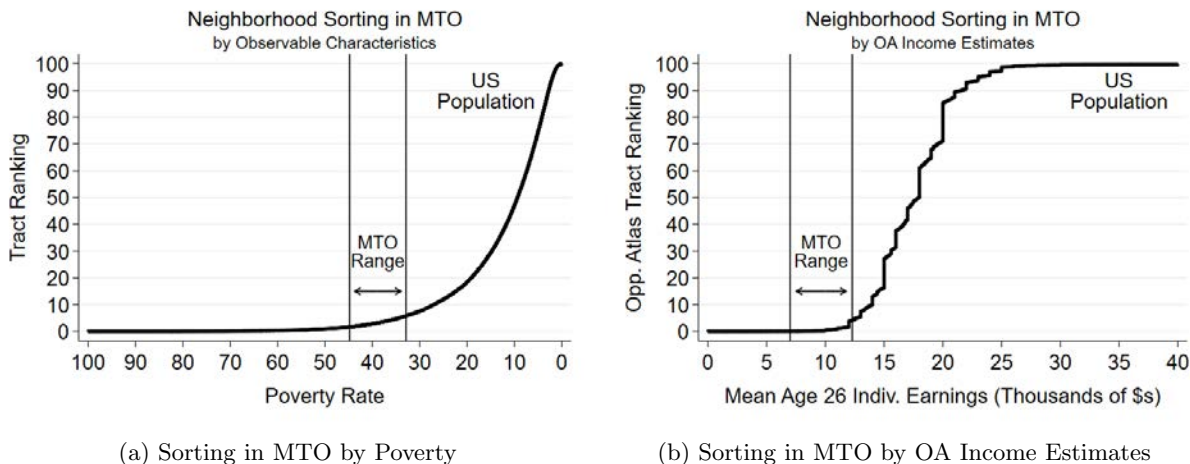 Neighborhood Sorting in MTO
by Observable Characteristics
100
90
80
70
60
50
40
30
20
10
0
Tract Ranking
US
Population
MTO
Range
100 90 80 70 60 50 40 30 20 10 0
Poverty Rate
(a) Sorting in MTO by Poverty
Neighborhood Sorting in MTO
by OA Income Estimates
100
90
80
70
60
50
40
30
20
10
0
Opp. Atlas Tract Ranking
US
Population
MTO
Range
0 5 10 15 20 25 30 35 40
Mean Age 26 Indiv. Earnings (Thousands of $s)
(b) Sorting in MTO by OA Income Estimates